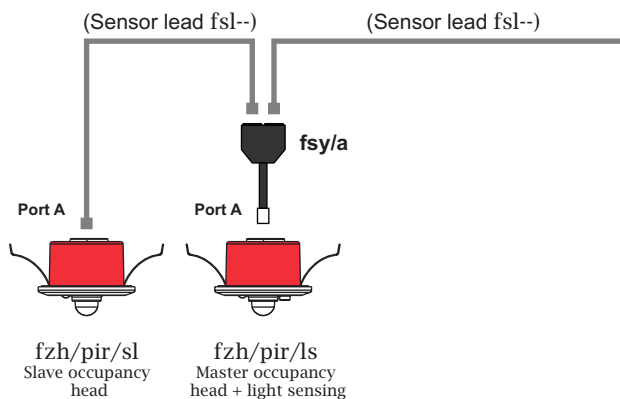 (Sensor lead fsl--)
(Sensor lead fsl--)
fsy/a
Port A
Port A
fzh/pir/sl
Slave occupancy
head
fzh/pir/ls
Master occupancy
head + light sensing